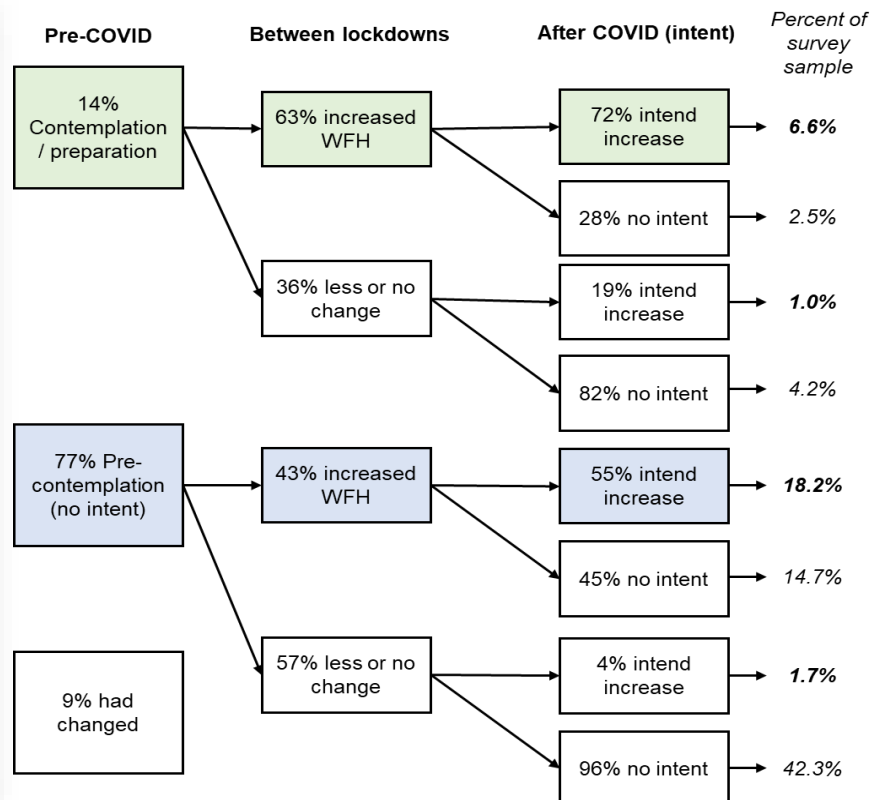 Pre-COVID
Between lockdowns
After COVID (intent)
Percent of
survey
sample
14%
Contemplation
/ preparation
63% increased
WFH
72% intend
increase
6.6%
28% no intent
2.5%
36% less or no
change
19% intend
increase
1.0%
82% no intent
4.2%
77% Pre-
contemplation
(no intent)
43% increased
WFH
55% intend
increase
18.2%
45% no intent
14.7%
57% less or no
change
4% intend
increase
1.7%
9% had
changed
96% no intent
42.3%